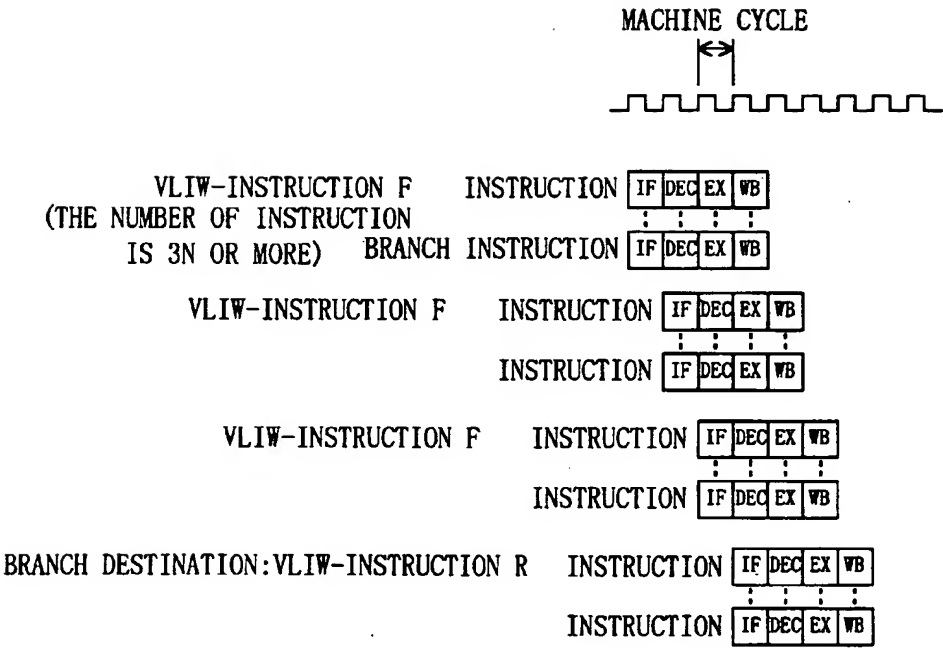 MACHINE CYCLE
VLIW-INSTRUCTION F INSTRUCTION IF DEC EX WB
(THE NUMBER OF INSTRUCTION
IS 3N OR MORE) BRANCH INSTRUCTION IF DEC EX WB
VLIW-INSTRUCTION F INSTRUCTION IF DEC EX WB
INSTRUCTION IF DEC EX WB
VLIW-INSTRUCTION F INSTRUCTION IF DEC EX WB
INSTRUCTION IF DEC EX WB
BRANCH DESTINATION:VLIW-INSTRUCTION R INSTRUCTION IF DEC EX WB
INSTRUCTION IF DEC EX WB